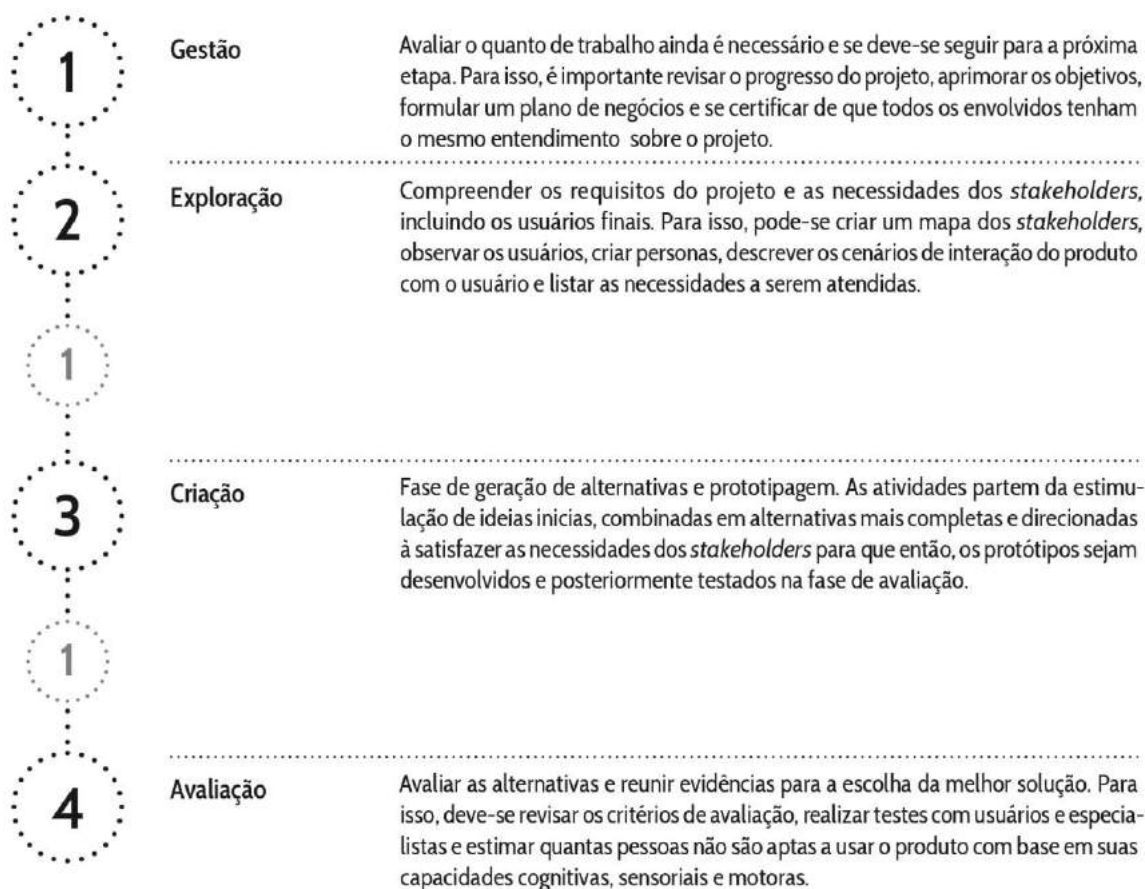 1
Gestão
Avaliar o quanto de trabalho ainda é necessário e se deve-se seguir para a próxima
etapa. Para isso, é importante revisar o progresso do projeto, aprimorar os objetivos,
formular um plano de negócios e se certificar de que todos os envolvidos tenham
o mesmo entendimento sobre o projeto.
2
Exploração
Compreender os requisitos do projeto e as necessidades dos stakeholders,
incluindo os usuários finais. Para isso, pode-se criar um mapa dos stakeholders,
observar os usuários, criar personas, descrever os cenários de interação do produto
com o usuário e listar as necessidades a serem atendidas.
1
3
Criação
Fase de geração de alternativas e prototipagem. As atividades partem da estimu-
lação de ideias inicias, combinadas em alternativas mais completas e direcionada
à satisfazer as necessidades dos stakeholders para que então, os protótipos sejam
desenvolvidos e posteriormente testados na fase de avaliação.
1
4
Avaliação
Avaliar as alternativas e reunir evidências para a escolha da melhor solução. Para
isso, deve-se revisar os critérios de avaliação, realizar testes com usuários e especia-
listas e estimar quantas pessoas não são aptas a usar o produto com base em suas
capacidades cognitivas, sensoriais e motoras.